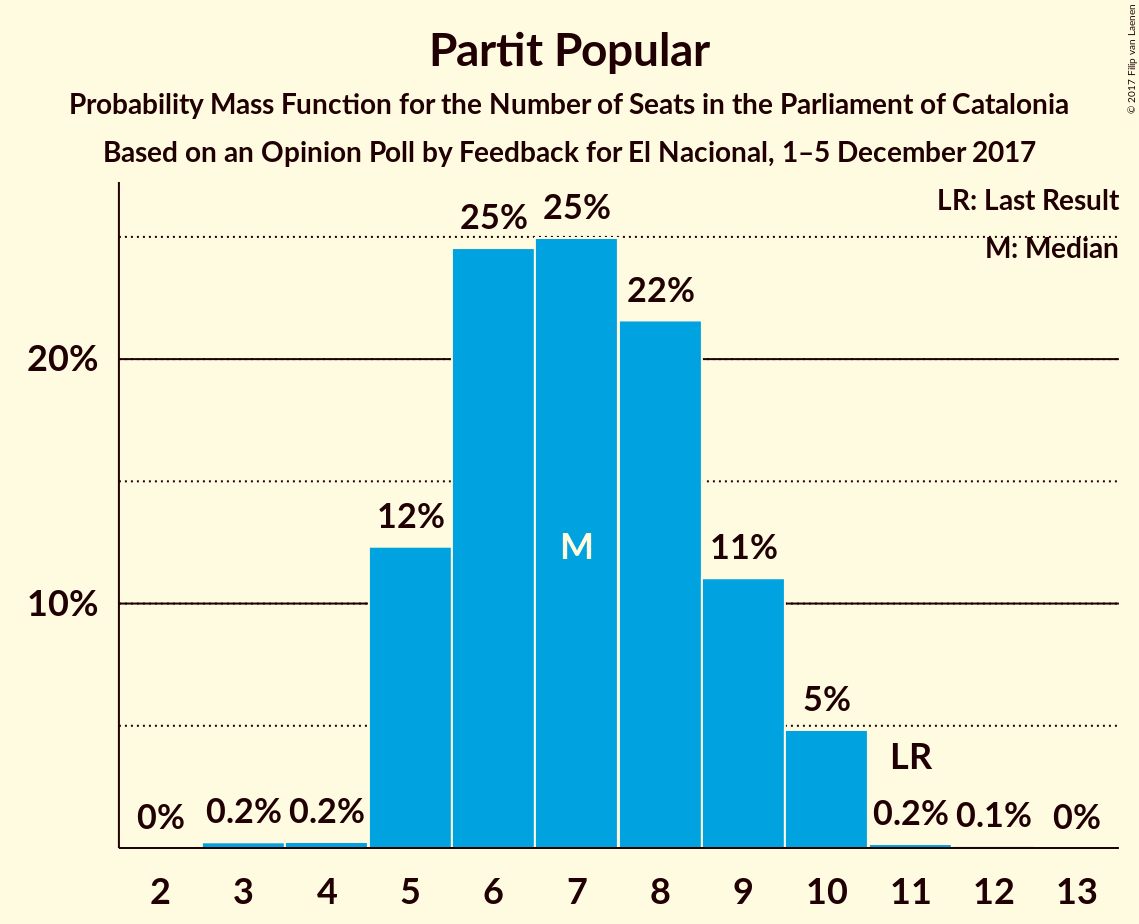 Partit Popular
Probability Mass Function for the Number of Seats in the Parliament of Catalonia
Based on an Opinion Poll by Feedback for El Nacional, 1–5 December 2017
© 2017 Filip van Laenen
LR: Last Result
M: Median
20%
10%
0%
0.2%
0.2%
12%
25%
25%
M
22%
11%
5%
LR
0.2%
0.1%
0%
2 3 4 5 6 7 8 9 10 11 12 13